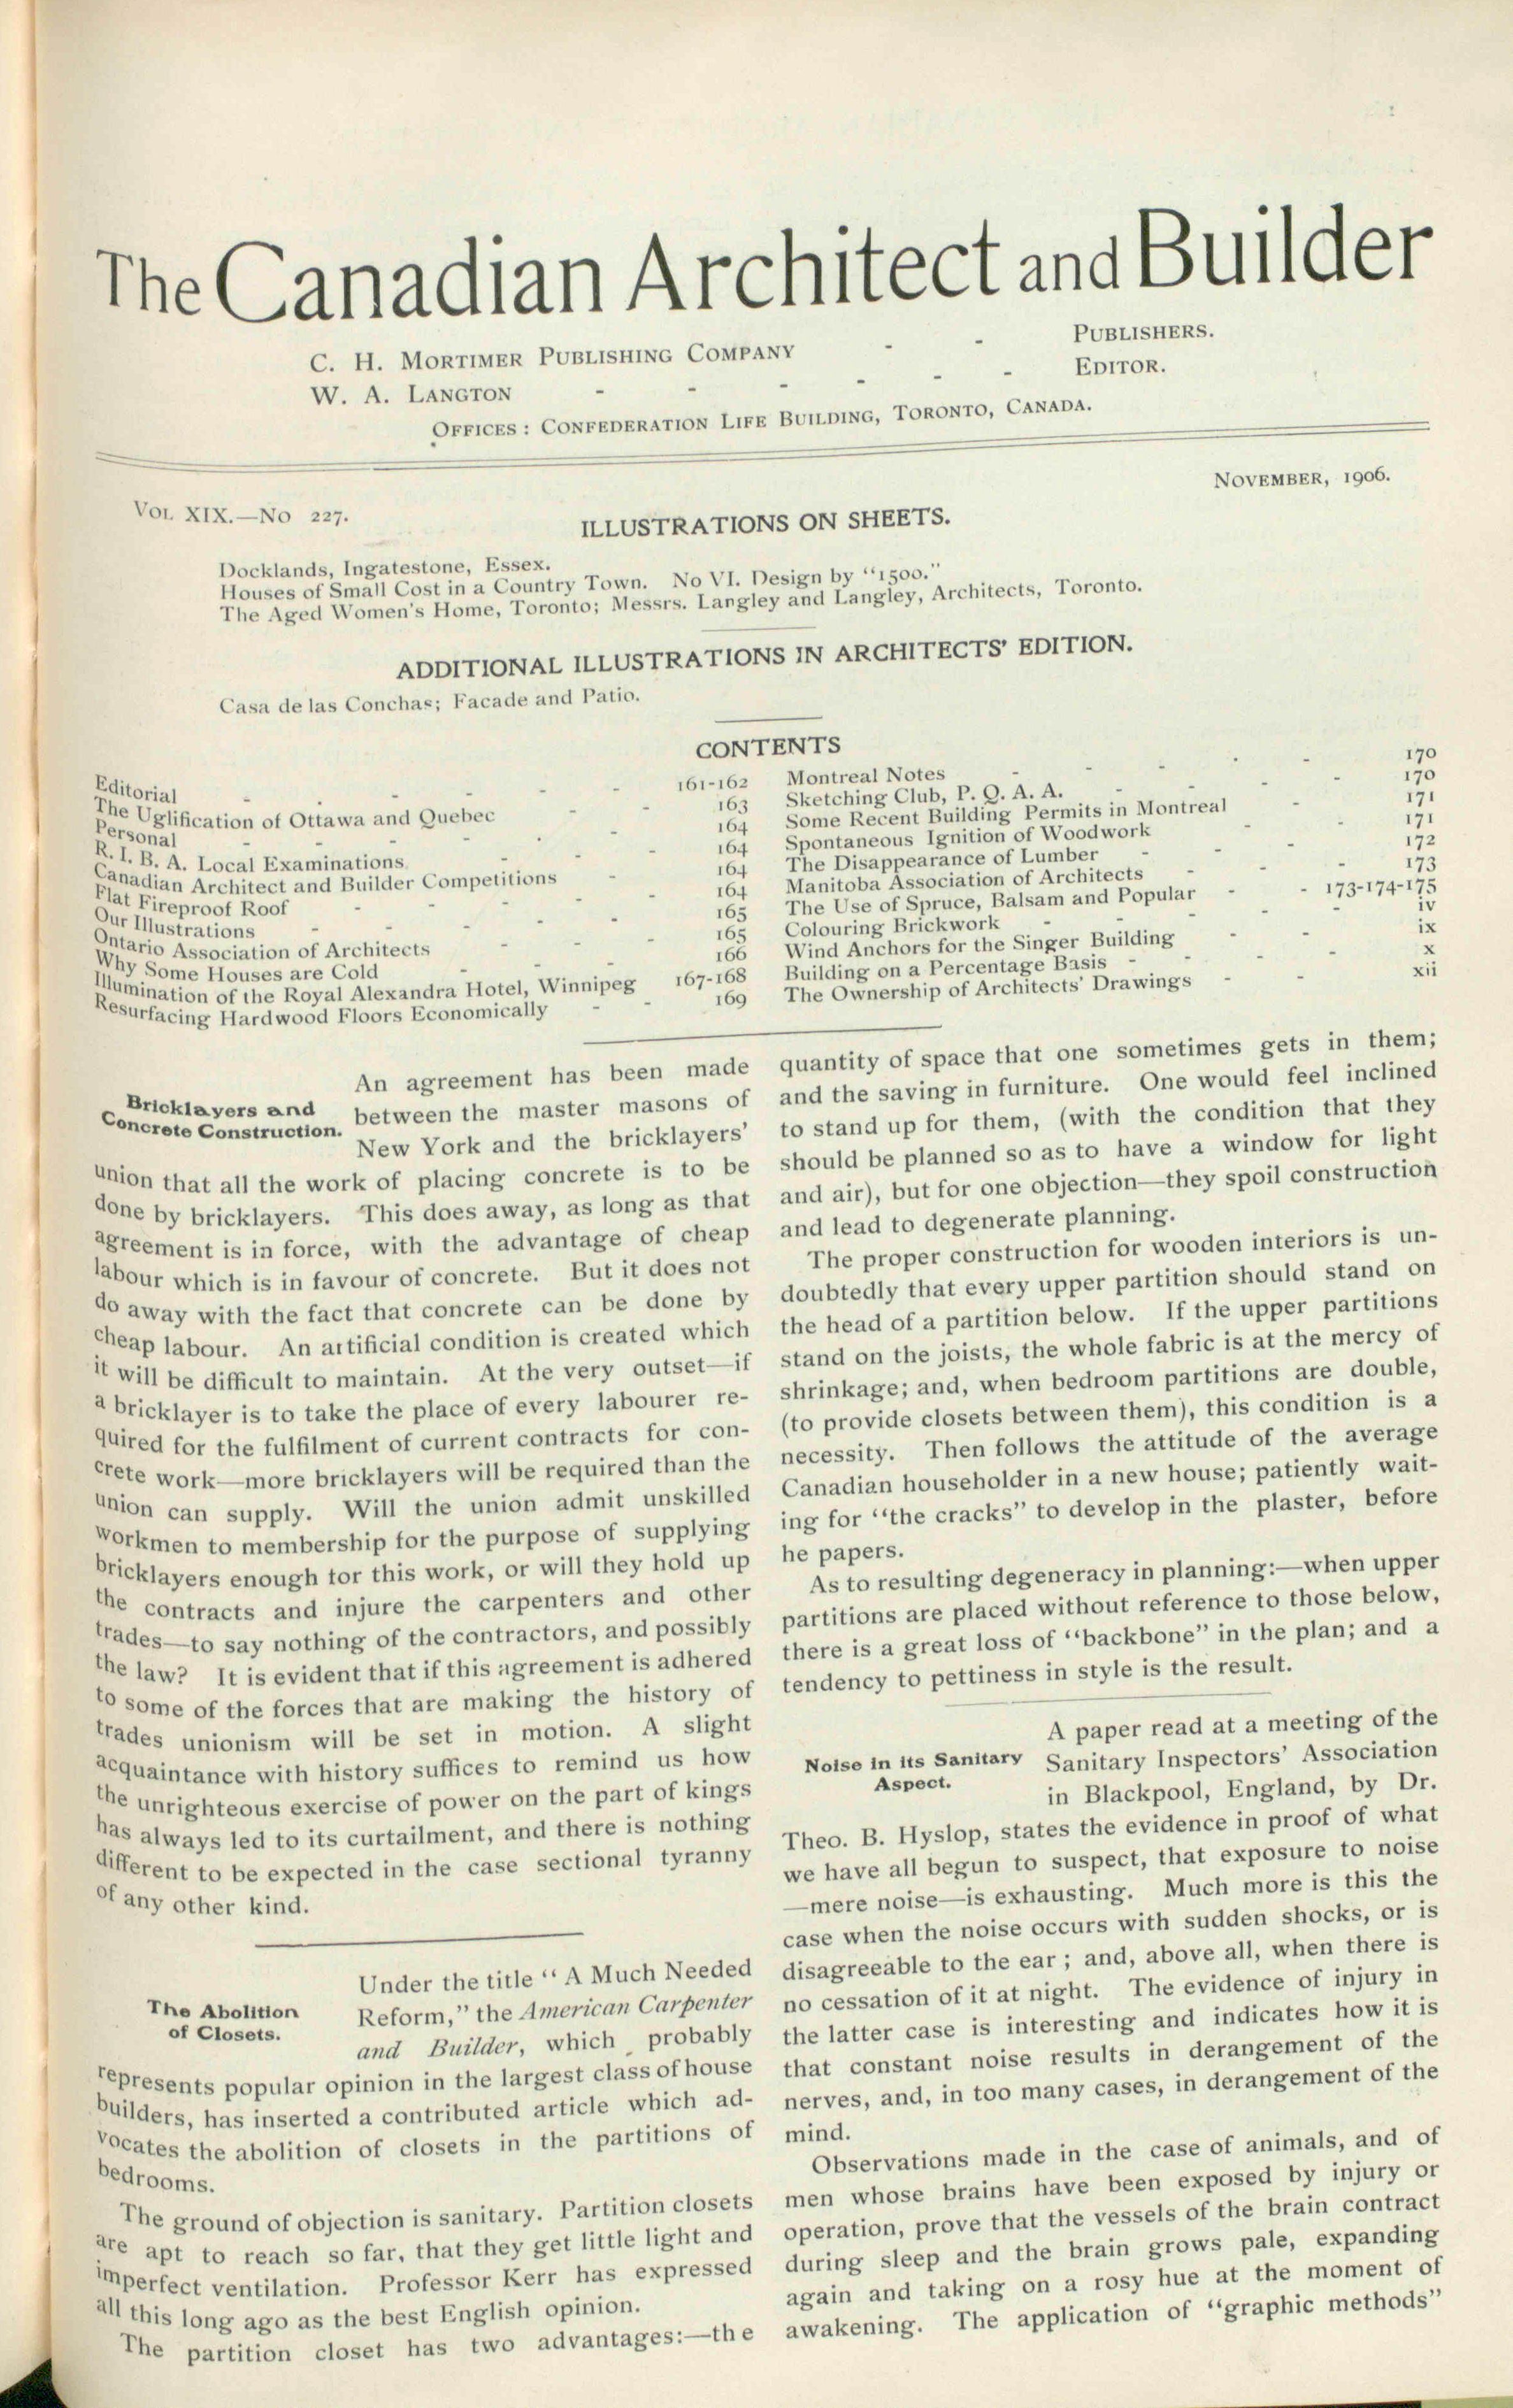 The Canadian Architect and Builder
C. H. MORTIMER PUBLISHING COMPANY - - PUBLISHERS.
W. A. LANGTON - - - - - - EDITOR.
OFFICES : CONFEDERATION LIFE BUILDING, TORONTO, CANADA.
VOL XIX.—NO 227.
NOVEMBER, 1906.
ILLUSTRATIONS ON SHEETS.
Docklands, Ingatestone, Essex.
Houses of Small Cost in a Country Town. No VI. Design by "1500."
The Aged Women's Home, Toronto; Messrs. Langley and Langley, Architects, Toronto.
ADDITIONAL ILLUSTRATIONS IN ARCHITECTS' EDITION.
Casa de las Conchas; Facade and Patio.
CONTENTS
Editorial - - - - - - 161-162
The Uglification of Ottawa and Quebec - - 163
Personal - - - - - - 164
R. I. B. A. Local Examinations - - - 164
Canadian Architect and Builder Competitions - 164
Flat Fireproof Roof - - - - - 164
Our Illustrations - - - - - 165
Ontario Association of Architects - - - 165
Why Some Houses are Cold - - - 166
Illumination of the Royal Alexandra Hotel, Winnipeg 167-168
Resurfacing Hardwood Floors Economically - - 169
Montreal Notes - - - - 170
Sketching Club, P. Q. A. A. - - - 170
Some Recent Building Permits in Montreal - 171
Spontaneous Ignition of Woodwork - - 171
The Disappearance of Lumber - - - 172
Manitoba Association of Architects - - - 173
The Use of Spruce, Balsam and Popular - - 173-174-175
Colouring Brickwork - - - - iv
Wind Anchors for the Singer Building - - ix
Building on a Percentage Basis - - - x
The Ownership of Architects' Drawings - - xii
Bricklayers and
Concrete Construction.
An agreement has been made
between the master masons of
New York and the bricklayers'
union that all the work of placing concrete is to be
done by bricklayers. This does away, as long as that
agreement is in force, with the advantage of cheap
labour which is in favour of concrete. But it does not
do away with the fact that concrete can be done by
cheap labour. An artificial condition is created which
it will be difficult to maintain. At the very outset—if
a bricklayer is to take the place of every labourer re-
quired for the fulfilment of current contracts for con-
crete work—more bricklayers will be required than the
union can supply. Will the union admit unskilled
workmen to membership for the purpose of supplying
bricklayers enough tor this work, or will they hold up
the contracts and injure the carpenters and other
trades—to say nothing of the contractors, and possibly
the law? It is evident that if this agreement is adhered
to some of the forces that are making the history of
trades unionism will be set in motion. A slight
acquaintance with history suffices to remind us how
the unrighteous exercise of power on the part of kings
has always led to its curtailment, and there is nothing
different to be expected in the case sectional tyranny
of any other kind.
The Abolition
of Closets.
Under the title " A Much Needed
Reform," the American Carpenter
and Builder, which probably
represents popular opinion in the largest class of house
builders, has inserted a contributed article which ad-
vocates the abolition of closets in the partitions of
bedrooms.
The ground of objection is sanitary. Partition closets
are apt to reach so far, that they get little light and
imperfect ventilation. Professor Kerr has expressed
all this long ago as the best English opinion.
The partition closet has two advantages:—the
quantity of space that one sometimes gets in them;
and the saving in furniture. One would feel inclined
to stand up for them, (with the condition that they
should be planned so as to have a window for light
and air), but for one objection—they spoil construction
and lead to degenerate planning.
The proper construction for wooden interiors is un-
doubtedly that every upper partition should stand on
the head of a partition below. If the upper partitions
stand on the joists, the whole fabric is at the mercy of
shrinkage; and, when bedroom partitions are double,
(to provide closets between them), this condition is a
necessity. Then follows the attitude of the average
Canadian householder in a new house; patiently wait-
ing for "the cracks" to develop in the plaster, before
he papers.
As to resulting degeneracy in planning:—when upper
partitions are placed without reference to those below,
there is a great loss of "backbone" in the plan; and a
tendency to pettiness in style is the result.
Noise in its Sanitary
Aspect.
A paper read at a meeting of the
Sanitary Inspectors' Association
in Blackpool, England, by Dr.
Theo. B. Hyslop, states the evidence in proof of what
we have all begun to suspect, that exposure to noise
—mere noise—is exhausting. Much more is this the
case when the noise occurs with sudden shocks, or is
disagreeable to the ear ; and, above all, when there is
no cessation of it at night. The evidence of injury in
the latter case is interesting and indicates how it is
that constant noise results in derangement of the
nerves, and, in too many cases, in derangement of the
mind.
Observations made in the case of animals, and of
men whose brains have been exposed by injury or
operation, prove that the vessels of the brain contract
during sleep and the brain grows pale, expanding
again and taking on a rosy hue at the moment of
awakening. The application of "graphic methods"